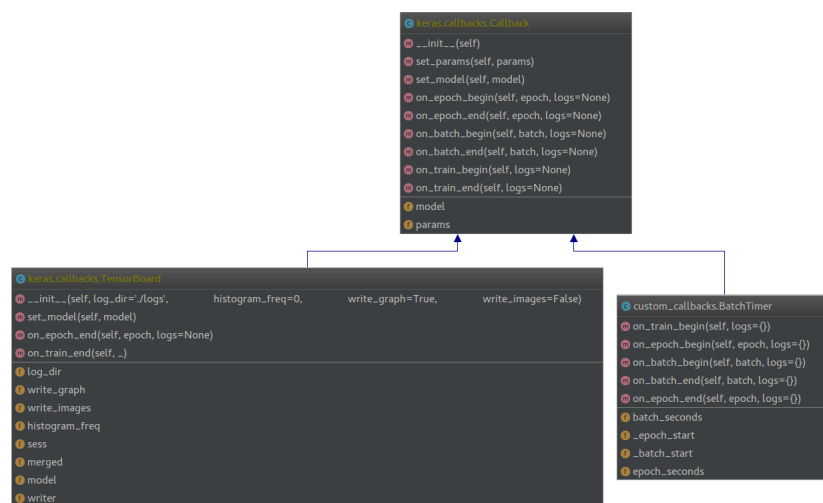 keras.callbacks.Callback
__init__(self)
set_params(self, params)
set_model(self, model)
on_epoch_begin(self, epoch, logs=None)
on_epoch_end(self, epoch, logs=None)
on_batch_begin(self, batch, logs=None)
on_batch_end(self, batch, logs=None)
on_train_begin(self, logs=None)
on_train_end(self, logs=None)
model
params
keras.callbacks.TensorBoard
__init__(self, log_dir='./logs', histogram_freq=0, write_graph=True, write_images=False)
set_model(self, model)
on_epoch_end(self, epoch, logs=None)
on_train_end(self, _)
log_dir
write_graph
write_images
histogram_freq
sess
merged
model
writer
custom_callbacks.BatchTimer
on_train_begin(self, logs={})
on_epoch_begin(self, epoch, logs={})
on_batch_begin(self, batch, logs={})
on_batch_end(self, batch, logs={})
on_epoch_end(self, epoch, logs={})
batch_seconds
_epoch_start
_batch_start
epoch_seconds